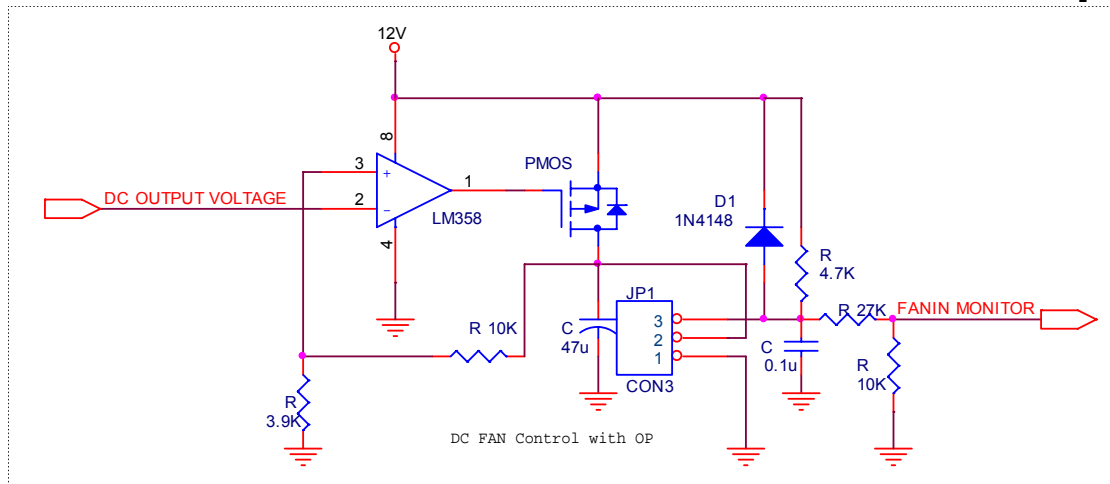 12V
8
3
+
DC OUTPUT VOLTAGE
2
−
1
LM358
4
PMOS
D1
1N4148
R
4.7K
JP1
3
2
1
CON3
R 27K
FANIN MONITOR
R 10K
C
47u
C
0.1u
R
10K
R
3.9K
DC FAN Control with OP